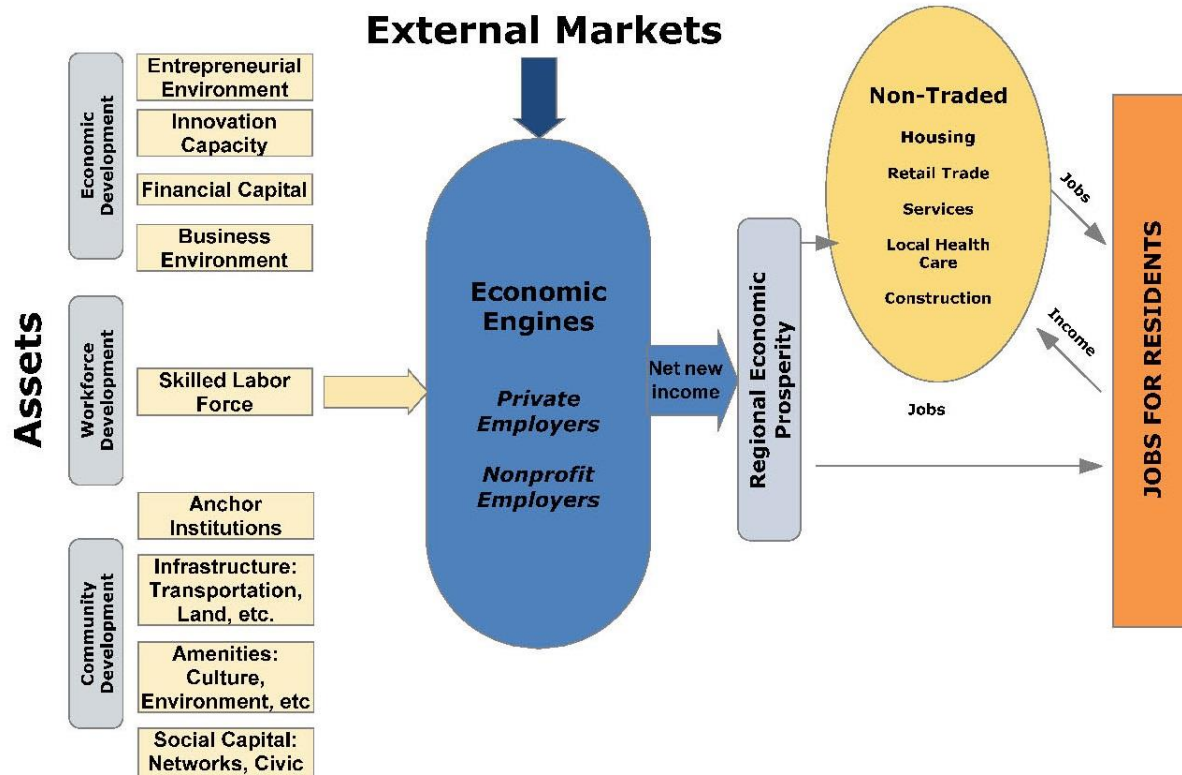 External Markets
Assets
Economic
Development
Entrepreneurial
Environment
Innovation
Capacity
Financial Capital
Business
Environment
Workforce
Development
Skilled Labor
Force
Community
Development
Anchor
Institutions
Infrastructure:
Transportation,
Land, etc.
Amenities:
Culture,
Environment, etc
Social Capital:
Networks, Civic
Economic
Engines
Private
Employers
Nonprofit
Employers
Net new
income
Regional Economic
Prosperity
Non-Traded
Housing
Retail Trade
Services
Local Health
Care
Construction
Jobs
Income
Jobs
JOBS FOR RESIDENTS